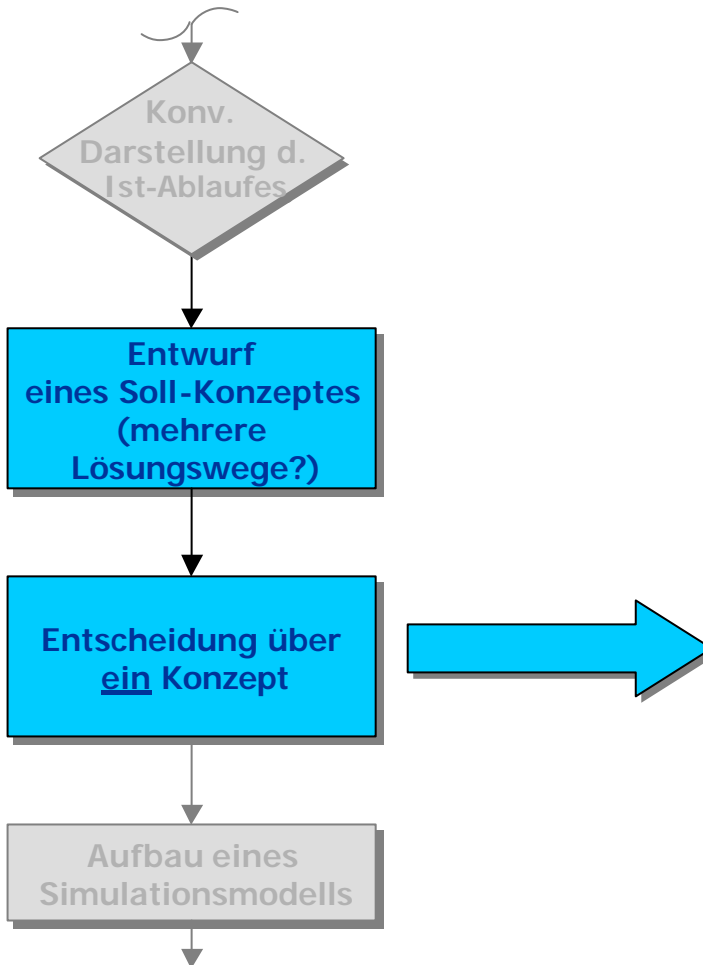 Konv.
Darstellung d.
Ist-Ablaufes
Entwurf
eines Soll-Konzeptes
(mehrere
Lösungswege?)
Entscheidung über
ein Konzept
Aufbau eines
Simulationsmodells